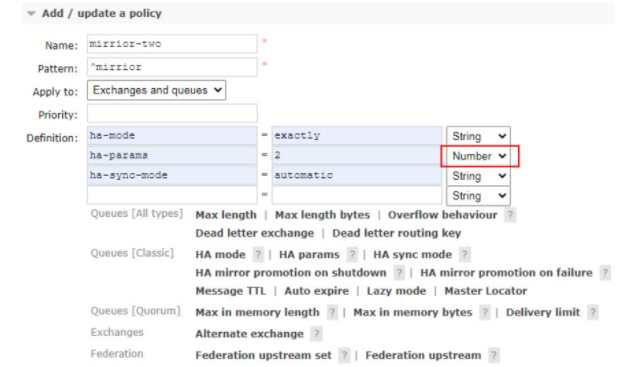 Add / update a policy
Name: mirrior-two *
Pattern: ^mirrior *
Apply to: Exchanges and queues
Priority:
Definition: ha-mode = exactly String
ha-params = 2 Number
ha-sync-mode = automatic String
= String
Queues [All types] Max length | Max length bytes | Overflow behaviour ?
Dead letter exchange | Dead letter routing key
Queues [Classic] HA mode ? | HA params ? | HA sync mode ?
HA mirror promotion on shutdown ? | HA mirror promotion on failure ?
Message TTL | Auto expire | Lazy mode | Master Locator
Queues [Quorum] Max in memory length ? | Max in memory bytes ? | Delivery limit ?
Exchanges Alternate exchange ?
Federation Federation upstream set ? | Federation upstream ?